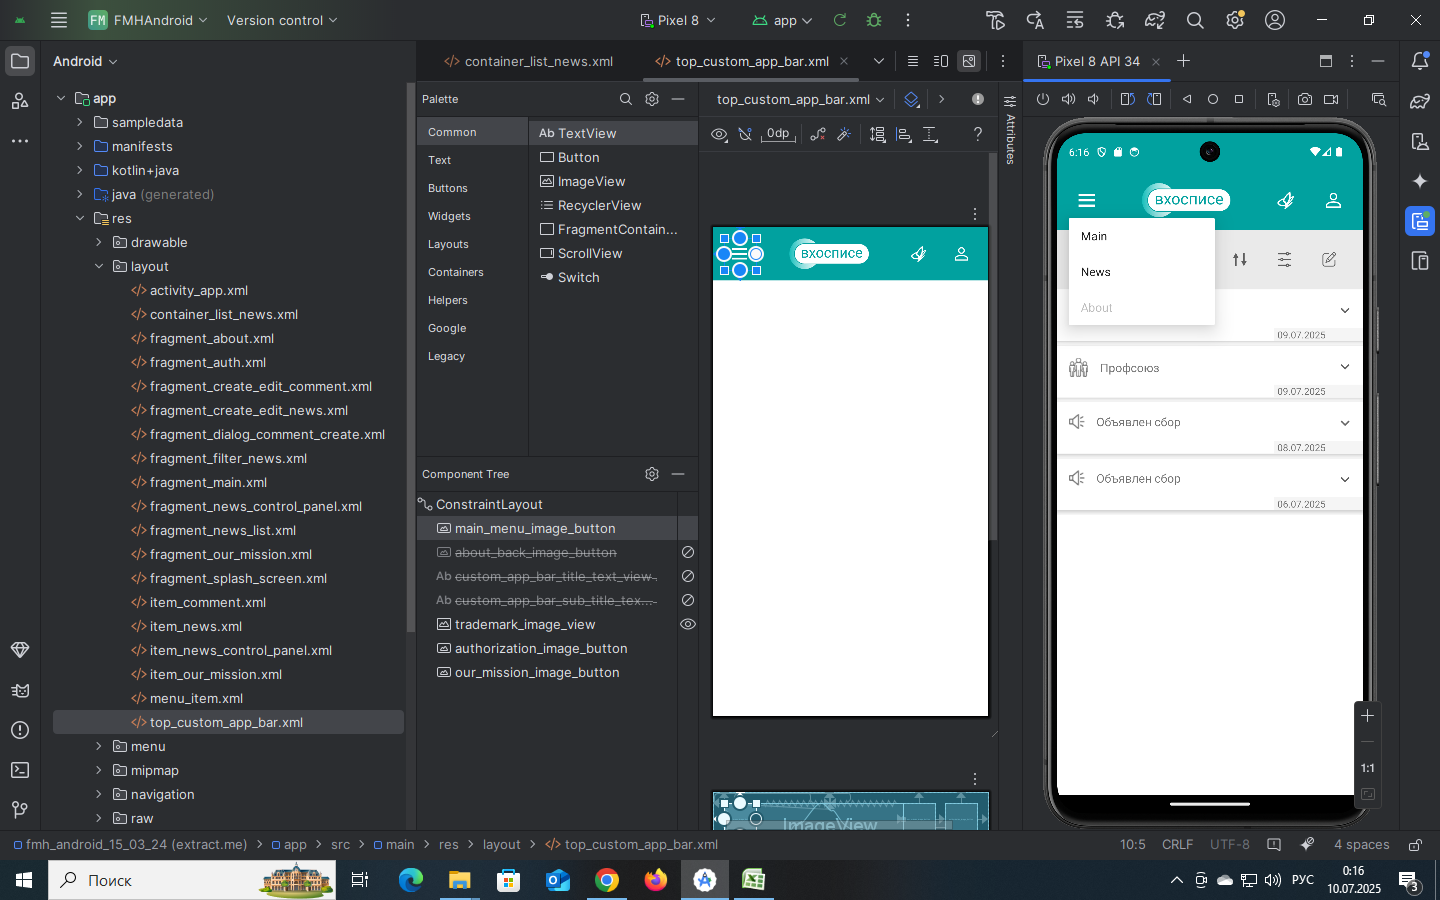 FM FMHAndroid
Version control
Pixel 8
app
container_list_news.xml
top_custom_app_bar.xml
Pixel 8 API 34
Android
app
sampledata
manifests
kotlin+java
java (generated)
res
drawable
layout
activity_app.xml
container_list_news.xml
fragment_about.xml
fragment_auth.xml
fragment_create_edit_comment.xml
fragment_create_edit_news.xml
fragment_dialog_comment_create.xml
fragment_filter_news.xml
fragment_main.xml
fragment_news_control_panel.xml
fragment_news_list.xml
fragment_our_mission.xml
fragment_splash_screen.xml
item_comment.xml
item_news.xml
item_news_control_panel.xml
item_our_mission.xml
menu_item.xml
top_custom_app_bar.xml
menu
mipmap
navigation
raw
Palette
Common
Text
Buttons
Widgets
Layouts
Containers
Helpers
Google
Legacy
Ab TextView
Button
ImageView
RecyclerView
FragmentContain...
ScrollView
Switch
Component Tree
ConstraintLayout
main_menu_image_button
about_back_image_button
Ab custom_app_bar_title_text_view
Ab custom_app_bar_sub_title_tex...
trademark_image_view
authorization_image_button
our_mission_image_button
top_custom_app_bar.xml
0dp
?
Attributes
вхосписе
ImageView
6:16
вхосписе
Main
News
About
09.07.2025
Профсоюз
09.07.2025
Объявлен сбор
08.07.2025
Объявлен сбор
06.07.2025
1:1
fmh_android_15_03_24 (extract.me) > app > src > main > res > layout > top_custom_app_bar.xml
10:5 CRLF UTF-8 4 spaces
Поиск
РУС
0:16
10.07.2025
3